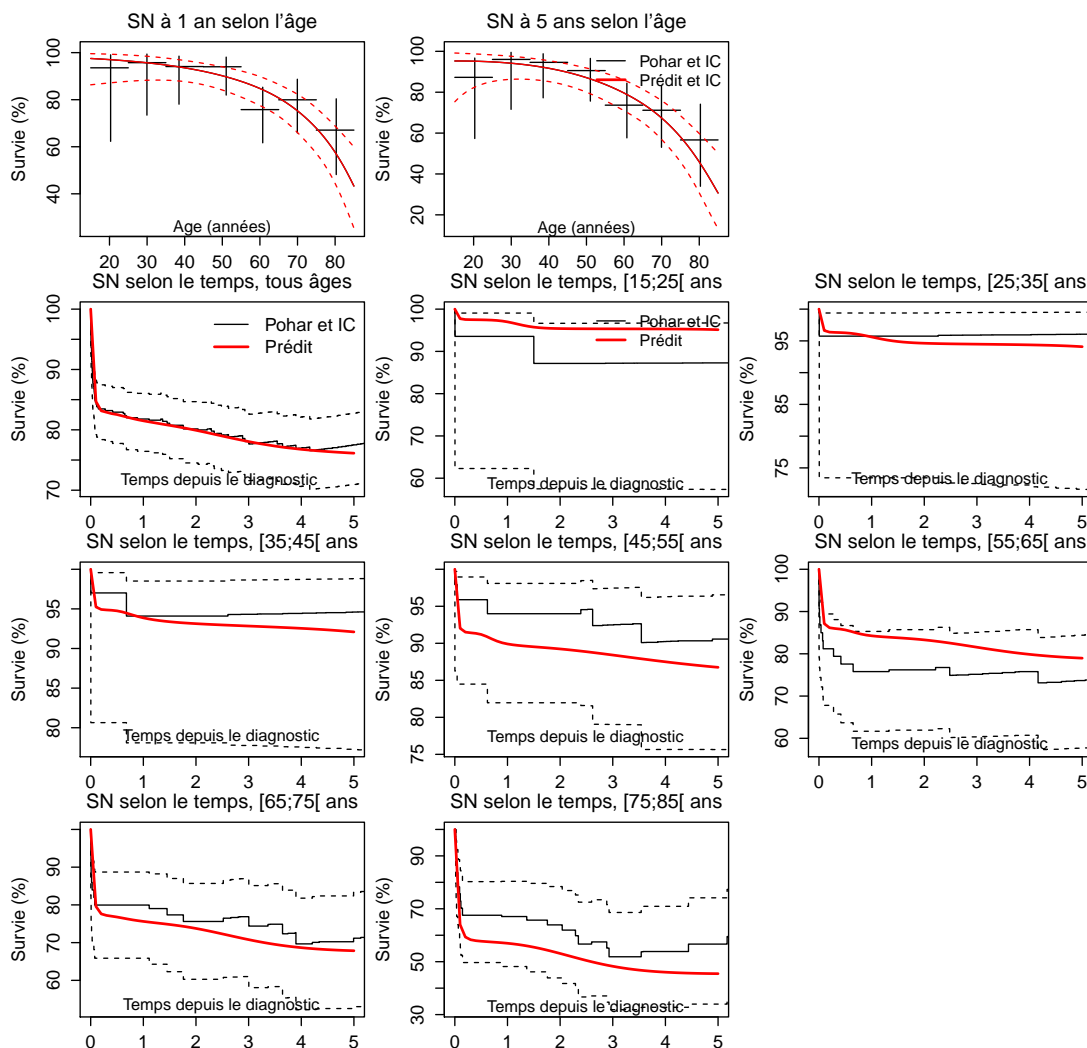 SN à 1 an selon l'âge
Survie (%)
100
80
60
40
Age (années)
20 30 40 50 60 70 80
SN à 5 ans selon l'âge
Survie (%)
100
80
60
40
20
Pohar et IC
Prédit et IC
Age (années)
20 30 40 50 60 70 80
SN selon le temps, tous âges
Survie (%)
100
90
80
70
Pohar et IC
Prédit
Temps depuis le diagnostic
0 1 2 3 4 5
SN selon le temps, [15;25[ ans
Survie (%)
100
90
80
70
60
Pohar et IC
Prédit
Temps depuis le diagnostic
0 1 2 3 4 5
SN selon le temps, [25;35[ ans
Survie (%)
95
85
75
Temps depuis le diagnostic
0 1 2 3 4 5
SN selon le temps, [35;45[ ans
Survie (%)
95
90
85
80
Temps depuis le diagnostic
0 1 2 3 4 5
SN selon le temps, [45;55[ ans
Survie (%)
95
90
85
80
75
Temps depuis le diagnostic
0 1 2 3 4 5
SN selon le temps, [55;65[ ans
Survie (%)
100
90
80
70
60
Temps depuis le diagnostic
0 1 2 3 4 5
SN selon le temps, [65;75[ ans
Survie (%)
90
80
70
60
Temps depuis le diagnostic
0 1 2 3 4 5
SN selon le temps, [75;85[ ans
Survie (%)
90
70
50
30
Temps depuis le diagnostic
0 1 2 3 4 5